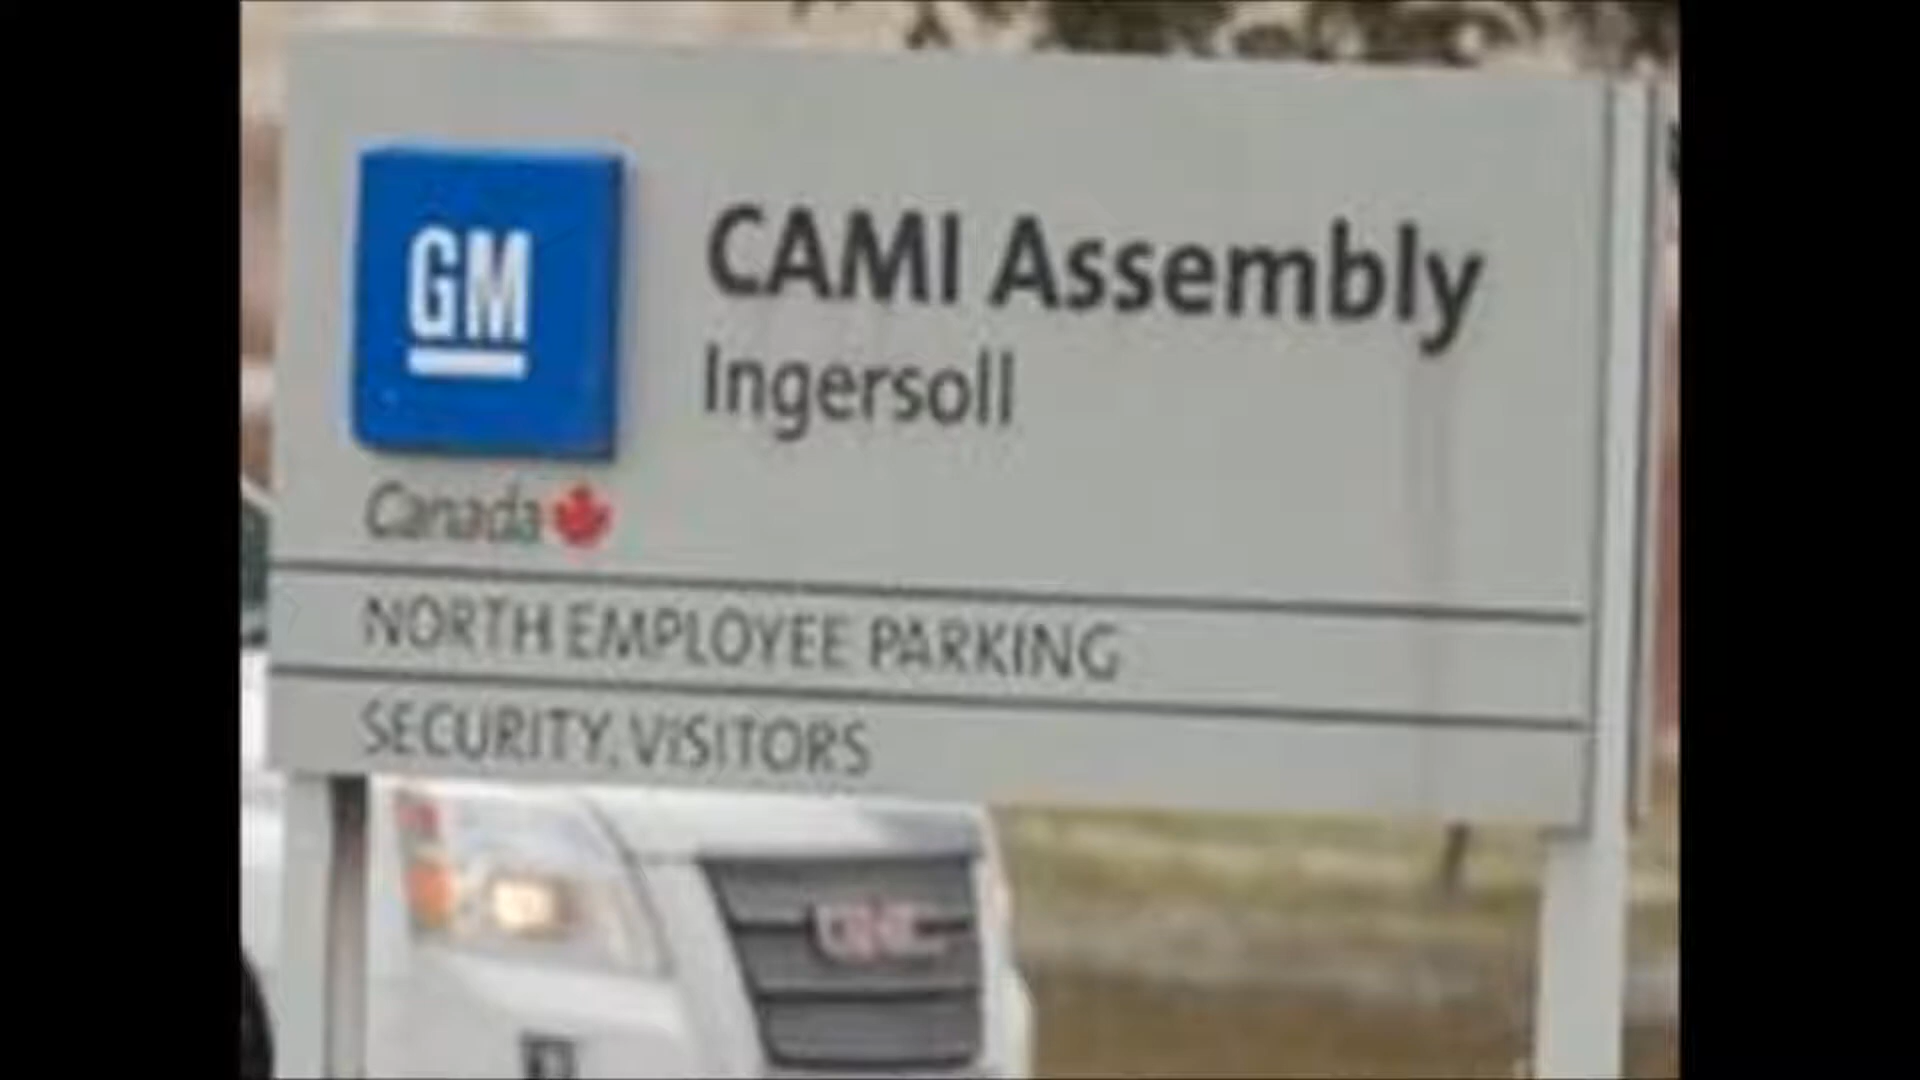 GM
CAMI Assembly
Ingersoll
Canada
NORTH EMPLOYEE PARKING
SECURITY, VISITORS
GMC